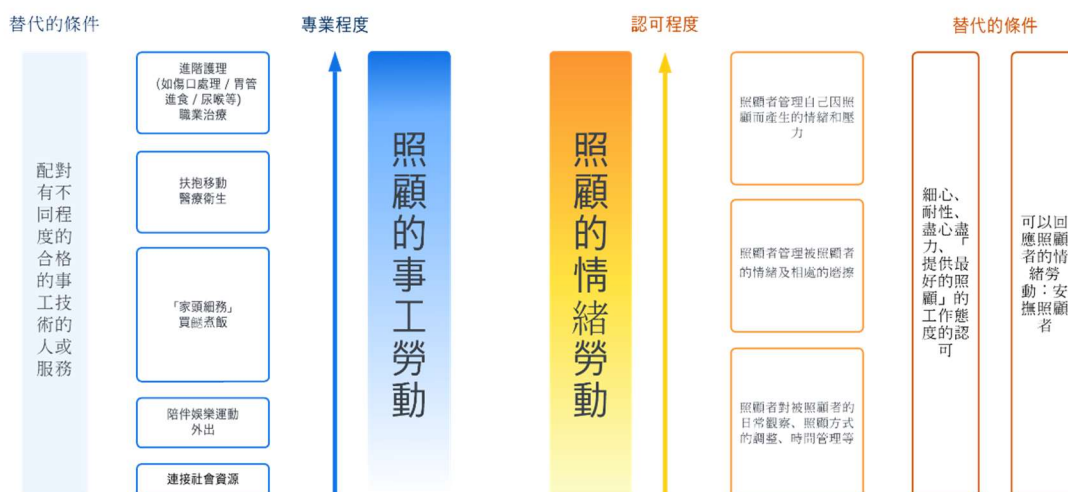 替代的條件
專業程度
認可程度
替代的條件
配對
有不
同程
度的
合格
的事
工技
術的
人或
服務
進階護理
(如傷口處理 / 胃管
進食 / 尿喉等)
職業治療
扶抱移動
醫療衛生
「家頭細務」
買餸煮飯
陪伴娛樂運動
外出
連接社會資源
照顧的事工勞動
照顧的情緒勞動
照顧者管理自己因照
顧而產生的情緒和壓
力
照顧者管理被照顧者
的情緒及相處的磨擦
照顧者對被照顧者的
日常觀察、照顧方式
的調整、時間管理等
細心、
耐性、
盡心盡
力、「
提供最
好的照
顧」的
工作態
度的認
可
可以回
應照顧
者的情
緒勞
動：安
撫照顧
者